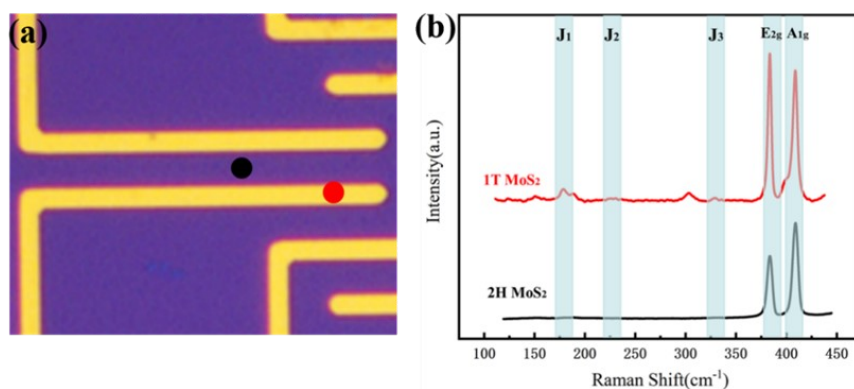 (a)
(b)
J₁ J₂ J₃ E₂g A₁g
Intensity(a.u.)
1T MoS₂
2H MoS₂
100 150 200 250 300 350 400 450
Raman Shift(cm⁻¹)